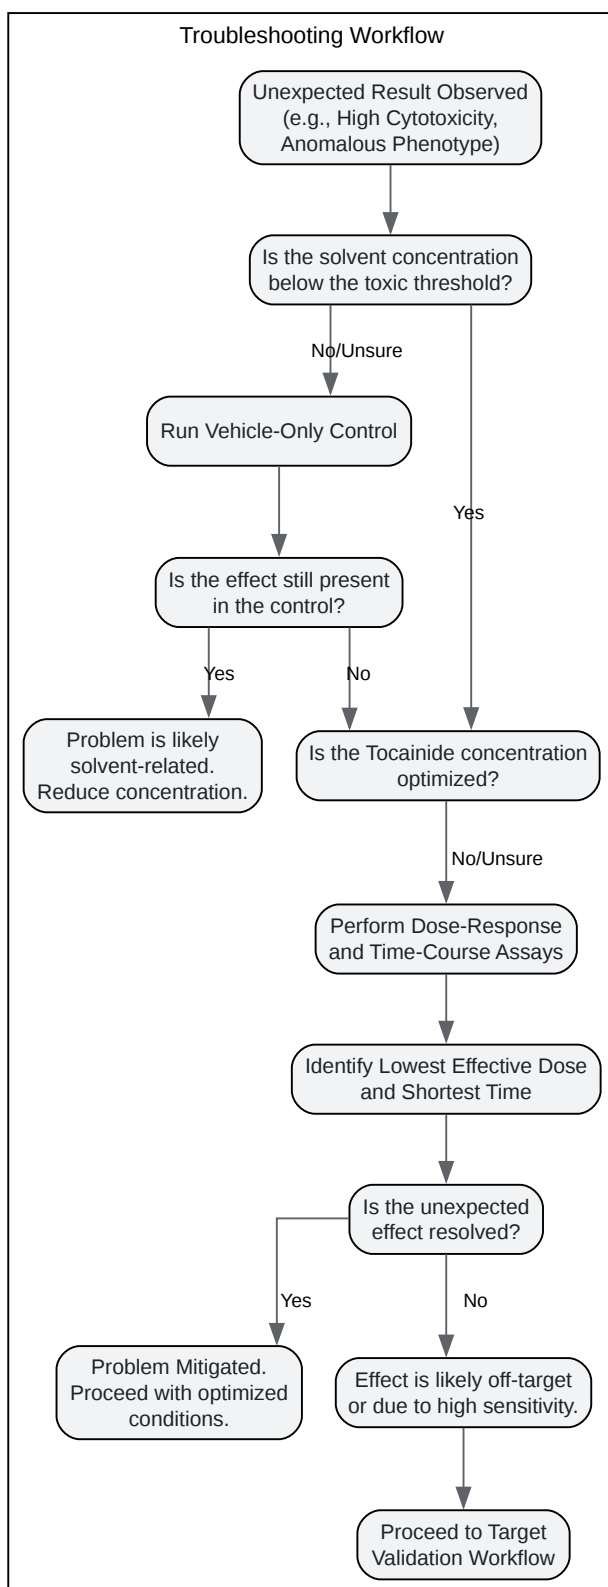 Troubleshooting Workflow
Unexpected Result Observed
(e.g., High Cytotoxicity,
Anomalous Phenotype)
Is the solvent concentration
below the toxic threshold?
No/Unsure
Run Vehicle-Only Control
Yes
Is the effect still present
in the control?
Yes
No
Problem is likely
solvent-related.
Reduce concentration.
Is the Tocainide concentration
optimized?
No/Unsure
Perform Dose-Response
and Time-Course Assays
Identify Lowest Effective Dose
and Shortest Time
Is the unexpected
effect resolved?
Yes
No
Problem Mitigated.
Proceed with optimized
conditions.
Effect is likely off-target
or due to high sensitivity.
Proceed to Target
Validation Workflow